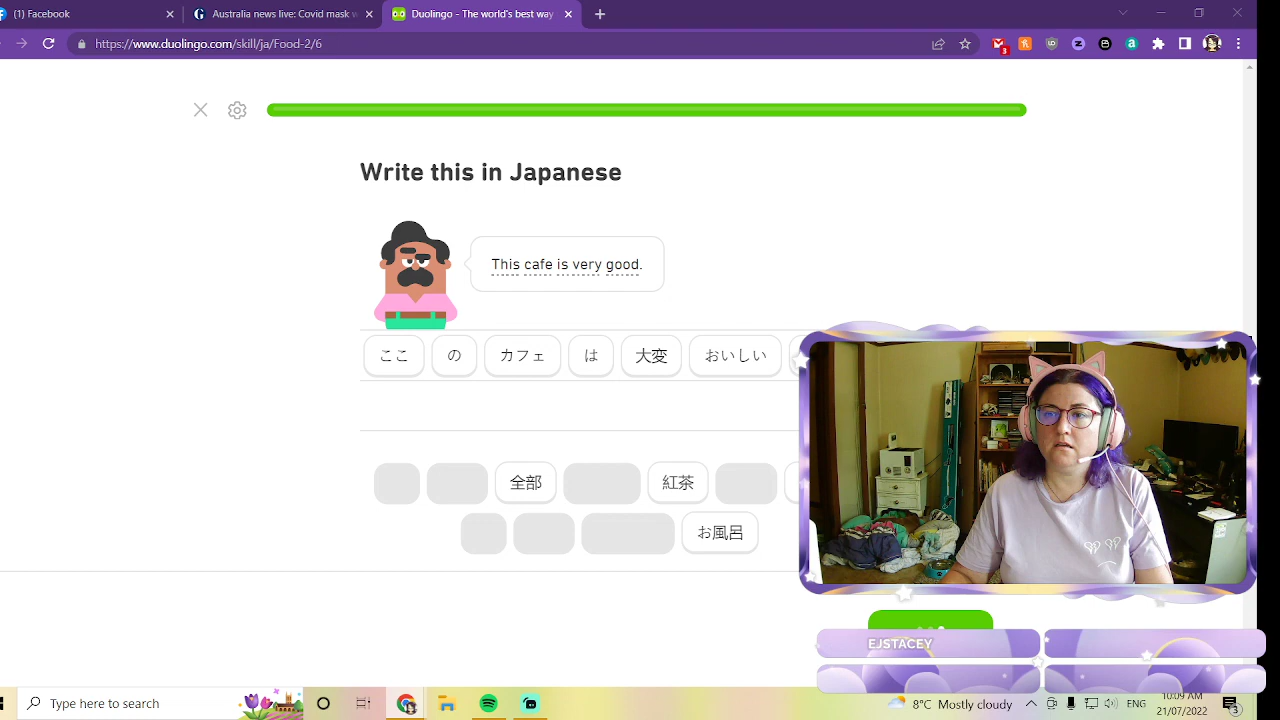 (1) Facebook
Australia news live: Covid mask w
Duolingo - The world's best way
https://www.duolingo.com/skill/ja/Food-2/6
3
Write this in Japanese
This cafe is very good.
ここ の カフェ は 大変 おいしい
全部 紅茶
お風呂
EJSTACEY
Type here to search
8°C Mostly cloudy
ENG
10:09 AM
21/07/2022
3